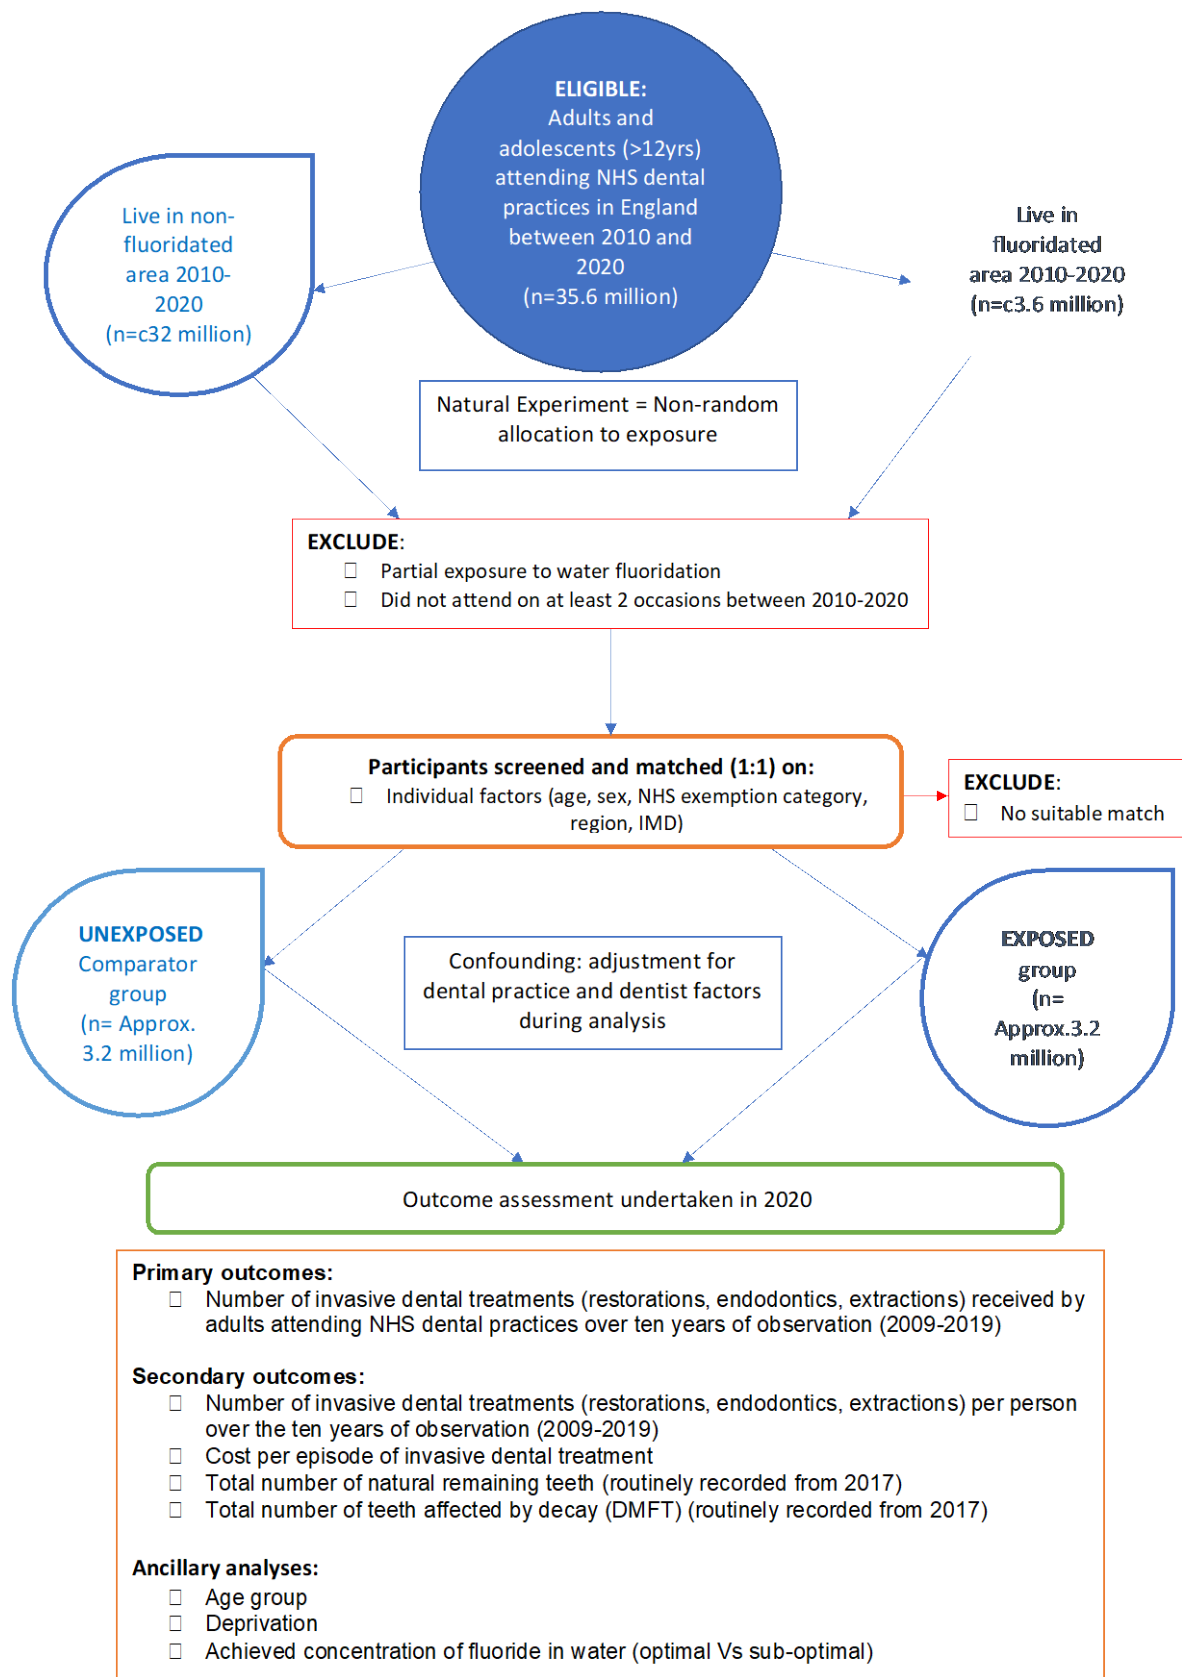 ELIGIBLE:
Adults and
adolescents (>12yrs)
attending NHS dental
practices in England
between 2010 and
2020
(n=35.6 million)
Live in non-
fluoridated
area 2010-
2020
(n=c32 million)
Live in
fluoridated
area 2010-2020
(n=c3.6 million)
Natural Experiment = Non-random
allocation to exposure
EXCLUDE:
Partial exposure to water fluoridation
Did not attend on at least 2 occasions between 2010-2020
Participants screened and matched (1:1) on:
Individual factors (age, sex, NHS exemption category,
region, IMD)
EXCLUDE:
No suitable match
UNEXPOSED
Comparator
group
(n= Approx.
3.2 million)
Confounding: adjustment for
dental practice and dentist factors
during analysis
EXPOSED
group
(n=
Approx.3.2
million)
Outcome assessment undertaken in 2020
Primary outcomes:
Number of invasive dental treatments (restorations, endodontics, extractions) received by
adults attending NHS dental practices over ten years of observation (2009-2019)
Secondary outcomes:
Number of invasive dental treatments (restorations, endodontics, extractions) per person
over the ten years of observation (2009-2019)
Cost per episode of invasive dental treatment
Total number of natural remaining teeth (routinely recorded from 2017)
Total number of teeth affected by decay (DMFT) (routinely recorded from 2017)
Ancillary analyses:
Age group
Deprivation
Achieved concentration of fluoride in water (optimal Vs sub-optimal)